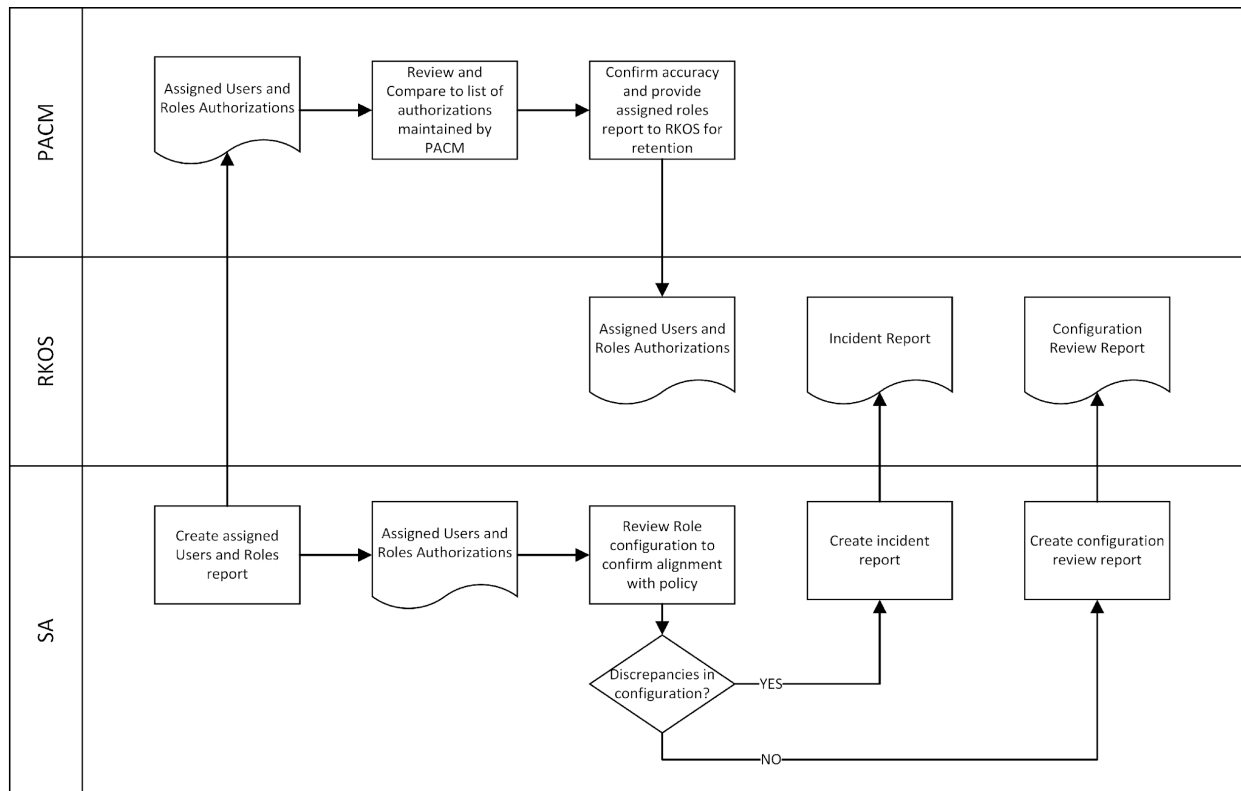 PACM
Assigned Users and
Roles Authorizations
Review and
Compare to list of
authorizations
maintained by
PACM
Confirm accuracy
and provide
assigned roles
report to RKOS for
retention
RKOS
Assigned Users and
Roles Authorizations
Incident Report
Configuration
Review Report
SA
Create assigned
Users and Roles
report
Assigned Users and
Roles Authorizations
Review Role
configuration to
confirm alignment
with policy
Create incident
report
Create configuration
review report
Discrepancies in
configuration?
YES
NO